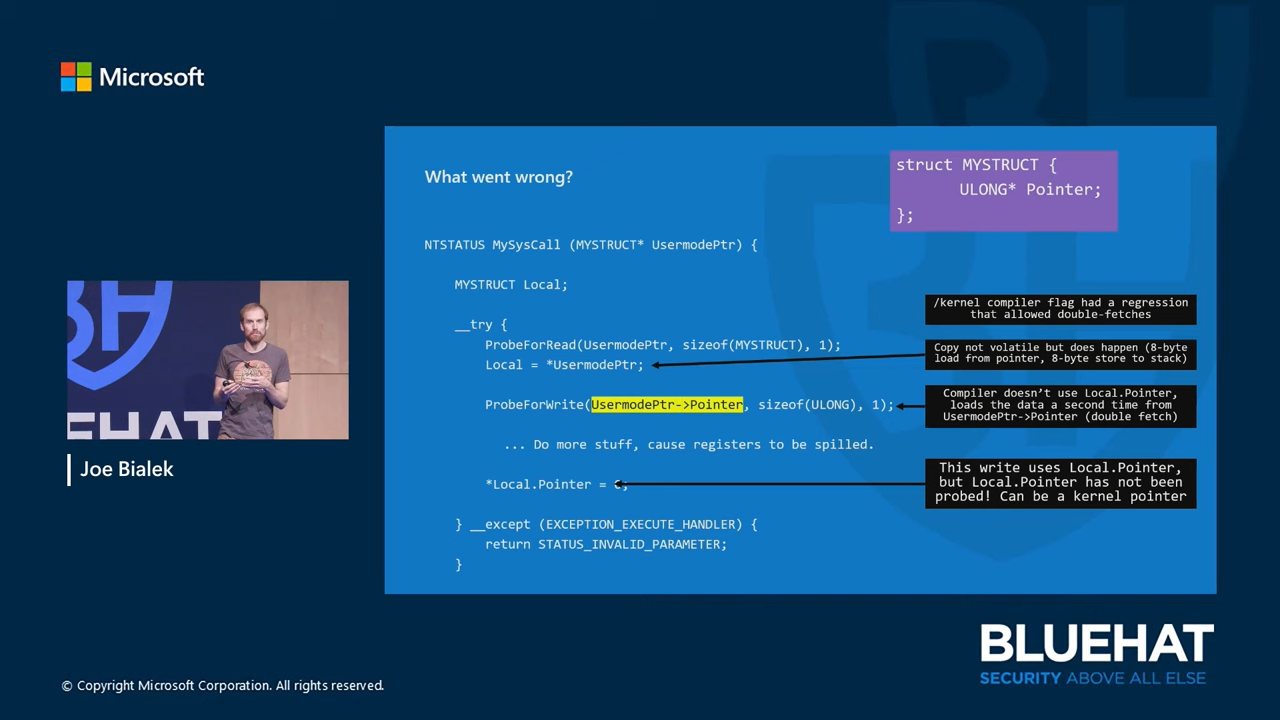 Microsoft
What went wrong?
struct MYSTRUCT {
ULONG* Pointer;
};
NTSTATUS MySysCall (MYSTRUCT* UsermodePtr) {
MYSTRUCT Local;
__try {
ProbeForRead(UsermodePtr, sizeof(MYSTRUCT), 1);
Local = *UsermodePtr;
ProbeForWrite(UsermodePtr->Pointer, sizeof(ULONG), 1);
... Do more stuff, cause registers to be spilled.
*Local.Pointer =
} __except (EXCEPTION_EXECUTE_HANDLER) {
return STATUS_INVALID_PARAMETER;
}
/kernel compiler flag had a regression
that allowed double-fetches
Copy not volatile but does happen (8-byte
load from pointer, 8-byte store to stack)
Compiler doesn't use Local.Pointer,
loads the data a second time from
UsermodePtr->Pointer (double fetch)
This write uses Local.Pointer,
but Local.Pointer has not been
probed! Can be a kernel pointer
Joe Bialek
BLUEHAT
SECURITY ABOVE ALL ELSE
© Copyright Microsoft Corporation. All rights reserved.